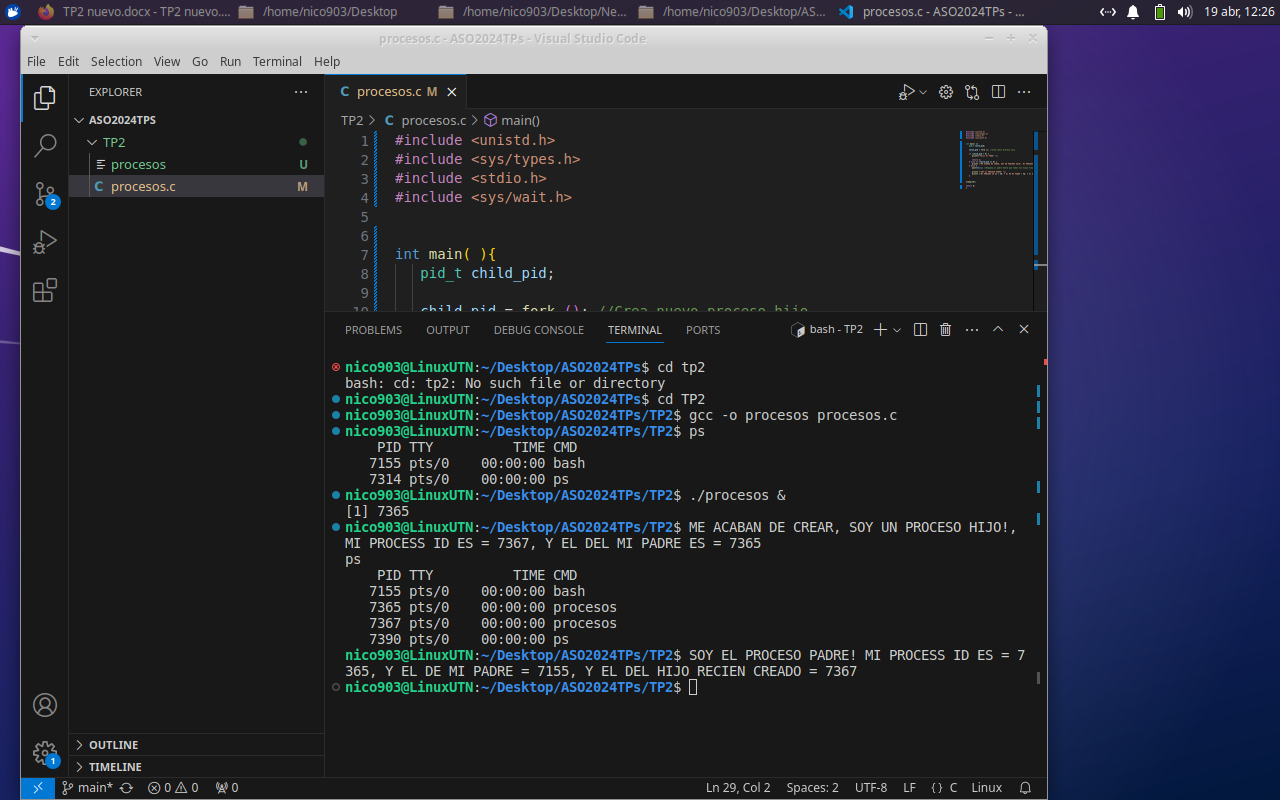 TP2 nuevo.docx - TP2 nuevo.... /home/nico903/Desktop /home/nico903/Desktop/Ne... /home/nico903/Desktop/AS... procesos.c - ASO2024TPs - ... 19 abr, 12:26
procesos.c - ASO2024TPs - Visual Studio Code
File Edit Selection View Go Run Terminal Help
EXPLORER
ASO2024TPS
TP2
procesos U
procesos.c M
2
OUTLINE
TIMELINE
1
procesos.c M
TP2 > C procesos.c > main()
1 #include <unistd.h>
2 #include <sys/types.h>
3 #include <stdio.h>
4 #include <sys/wait.h>
5
6
7 int main( ){
8 pid_t child_pid;
9
10 child_pid = fork (); //Crea nuevo proceso hijo
PROBLEMS OUTPUT DEBUG CONSOLE TERMINAL PORTS bash - TP2
nico903@LinuxUTN:~/Desktop/ASO2024TPs$ cd tp2
bash: cd: tp2: No such file or directory
nico903@LinuxUTN:~/Desktop/ASO2024TPs$ cd TP2
nico903@LinuxUTN:~/Desktop/ASO2024TPs/TP2$ gcc -o procesos procesos.c
nico903@LinuxUTN:~/Desktop/ASO2024TPs/TP2$ ps
PID TTY TIME CMD
7155 pts/0 00:00:00 bash
7314 pts/0 00:00:00 ps
nico903@LinuxUTN:~/Desktop/ASO2024TPs/TP2$ ./procesos &
[1] 7365
nico903@LinuxUTN:~/Desktop/ASO2024TPs/TP2$ ME ACABAN DE CREAR, SOY UN PROCESO HIJO!,
MI PROCESS ID ES = 7367, Y EL DEL MI PADRE ES = 7365
ps
PID TTY TIME CMD
7155 pts/0 00:00:00 bash
7365 pts/0 00:00:00 procesos
7367 pts/0 00:00:00 procesos
7390 pts/0 00:00:00 ps
nico903@LinuxUTN:~/Desktop/ASO2024TPs/TP2$ SOY EL PROCESO PADRE! MI PROCESS ID ES = 7
365, Y EL DE MI PADRE = 7155, Y EL DEL HIJO RECIEN CREADO = 7367
nico903@LinuxUTN:~/Desktop/ASO2024TPs/TP2$
main* 0 0 0 Ln 29, Col 2 Spaces: 2 UTF-8 LF {} C Linux